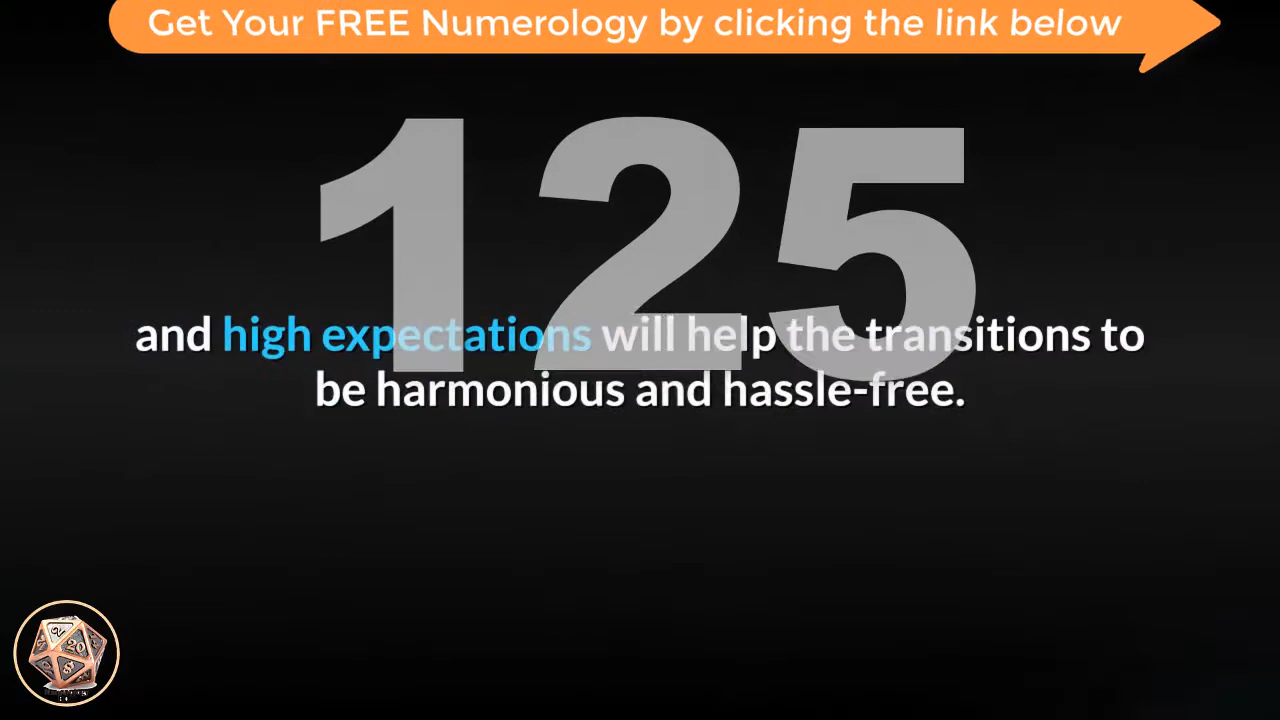 Get Your FREE Numerology by clicking the link below
125
and high expectations will help the transitions to
be harmonious and hassle-free.
20